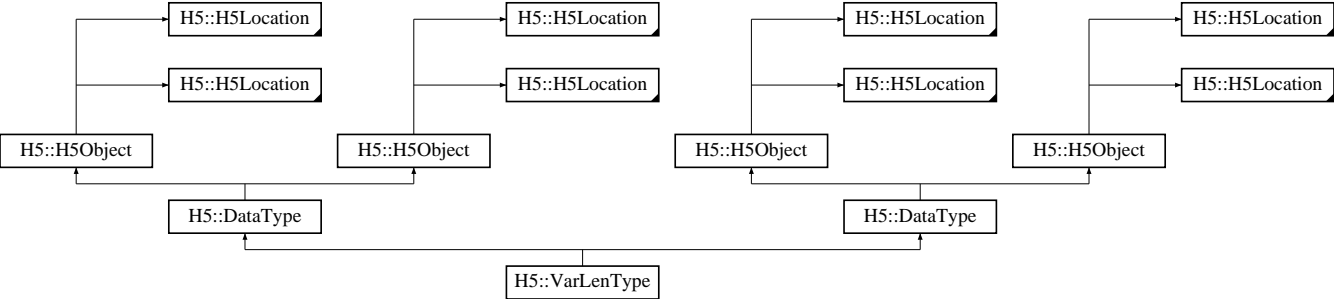 H5::H5Location H5::H5Location H5::H5Location H5::H5Location
H5::H5Location H5::H5Location H5::H5Location H5::H5Location
H5::H5Object H5::H5Object H5::H5Object H5::H5Object
H5::DataType H5::DataType
H5::VarLenType